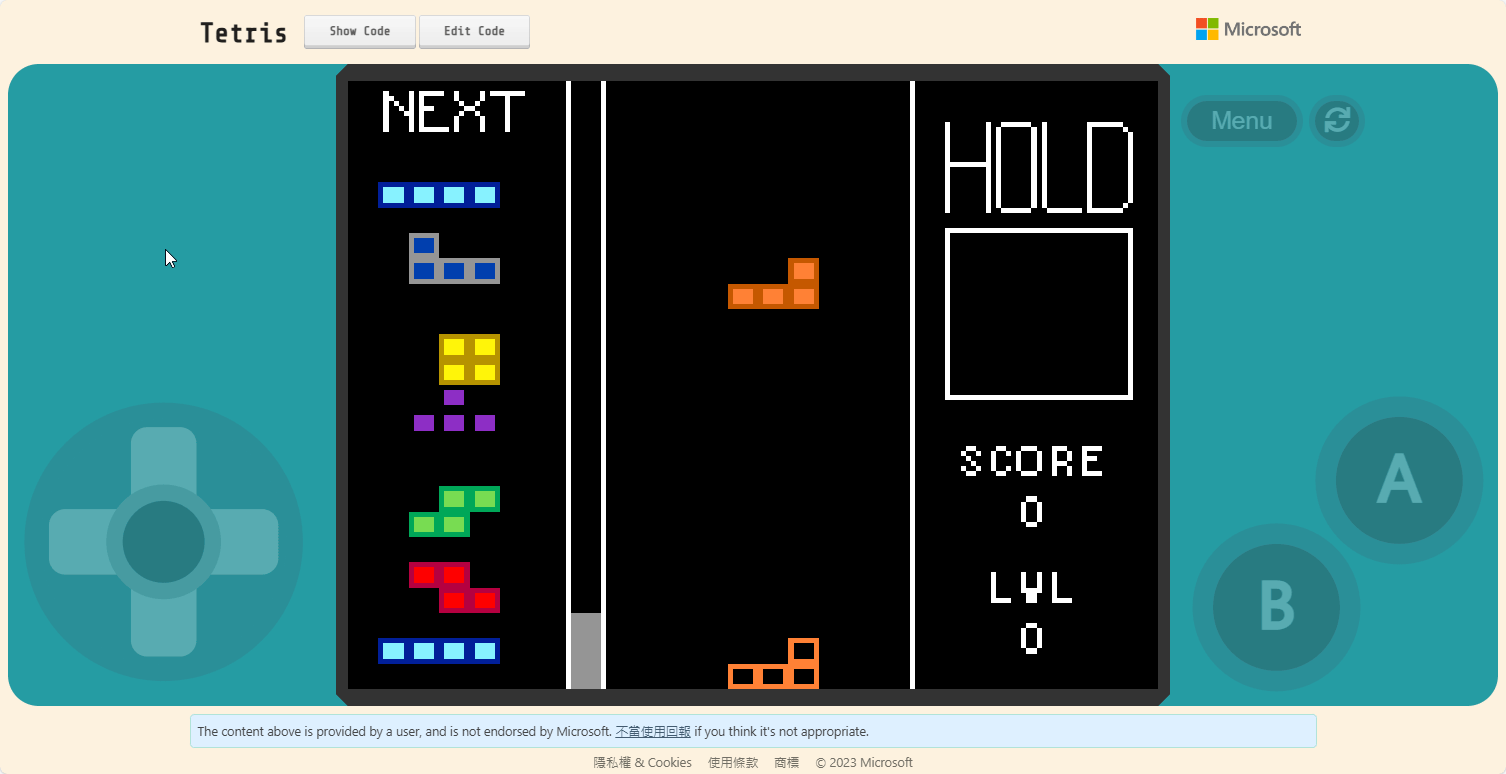 Tetris
Show Code
Edit Code
Microsoft
NEXT
HOLD
Menu
SCORE
0
LVL
0
A
B
The content above is provided by a user, and is not endorsed by Microsoft. 不當使用回報 if you think it's not appropriate.
隱私權 & Cookies 使用條款 商標 © 2023 Microsoft